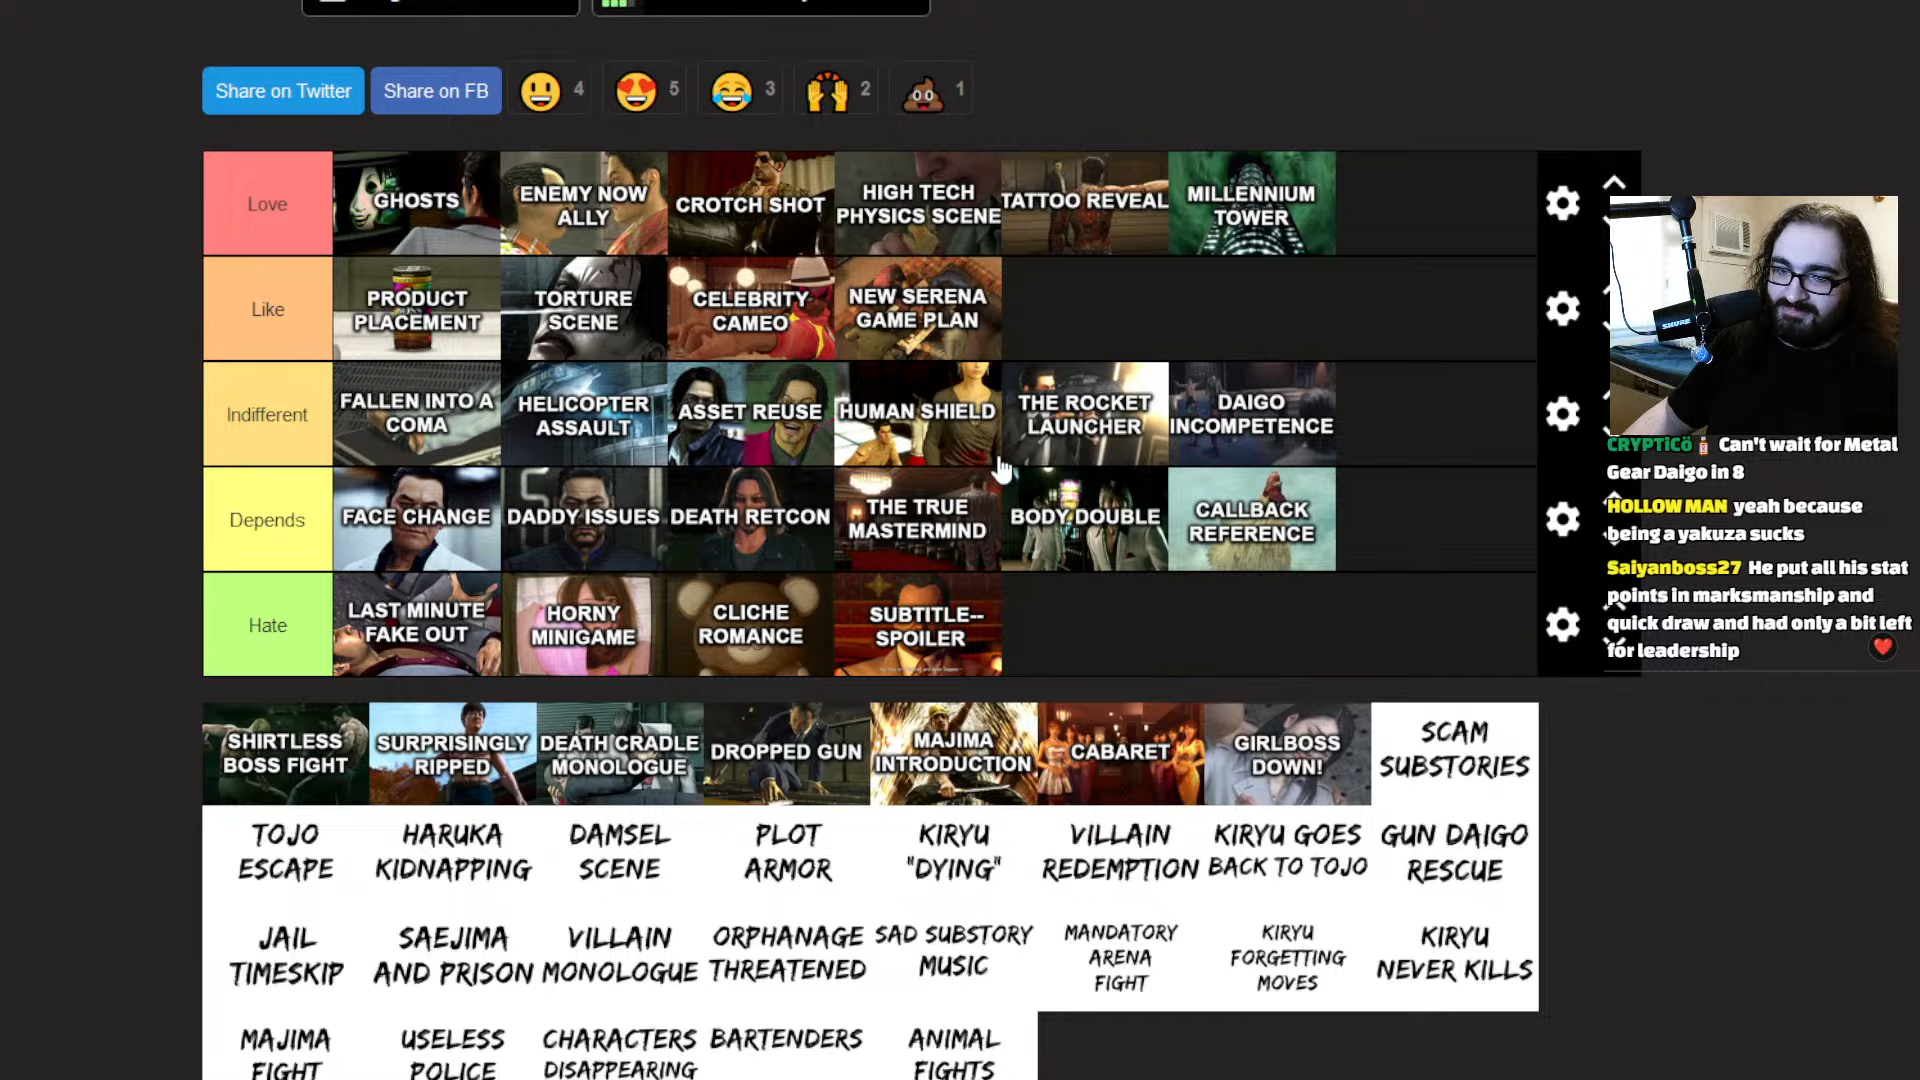 Share on Twitter
Share on FB
4
5
3
2
1
Love
GHOSTS
ENEMY NOW
ALLY
CROTCH SHOT
HIGH TECH
PHYSICS SCENE
TATTOO REVEAL
MILLENNIUM
TOWER
Like
PRODUCT
PLACEMENT
TORTURE
SCENE
CELEBRITY
CAMEO
NEW SERENA
GAME PLAN
Indifferent
FALLEN INTO A
COMA
HELICOPTER
ASSAULT
ASSET REUSE
HUMAN SHIELD
THE ROCKET
LAUNCHER
DAIGO
INCOMPETENCE
Depends
FACE CHANGE
DADDY ISSUES
DEATH RETCON
THE TRUE
MASTERMIND
BODY DOUBLE
CALLBACK
REFERENCE
Hate
LAST MINUTE
FAKE OUT
HORNY
MINIGAME
CLICHE
ROMANCE
SUBTITLE--
SPOILER
SHIRTLESS
BOSS FIGHT
SURPRISINGLY
RIPPED
DEATH CRADLE
MONOLOGUE
DROPPED GUN
MAJIMA
INTRODUCTION
CABARET
GIRLBOSS
DOWN!
SCAM
SUBSTORIES
TOJO
ESCAPE
HARUKA
KIDNAPPING
DAMSEL
SCENE
PLOT
ARMOR
KIRYU
"DYING"
VILLAIN
REDEMPTION
KIRYU GOES
BACK TO TOJO
GUN DAIGO
RESCUE
JAIL
TIMESKIP
SAEJIMA
AND PRISON
VILLAIN
MONOLOGUE
ORPHANAGE
THREATENED
SAD SUBSTORY
MUSIC
MANDATORY
ARENA
FIGHT
KIRYU
FORGETTING
MOVES
KIRYU
NEVER KILLS
MAJIMA
FIGHT
USELESS
POLICE
CHARACTERS
DISAPPEARING
BARTENDERS
ANIMAL
FIGHTS
SHURE
CRYPTiCö Can't wait for Metal
Gear Daigo in 8
HOLLOW MAN yeah because
being a yakuza sucks
Saiyanboss27 He put all his stat
points in marksmanship and
quick draw and had only a bit left
for leadership